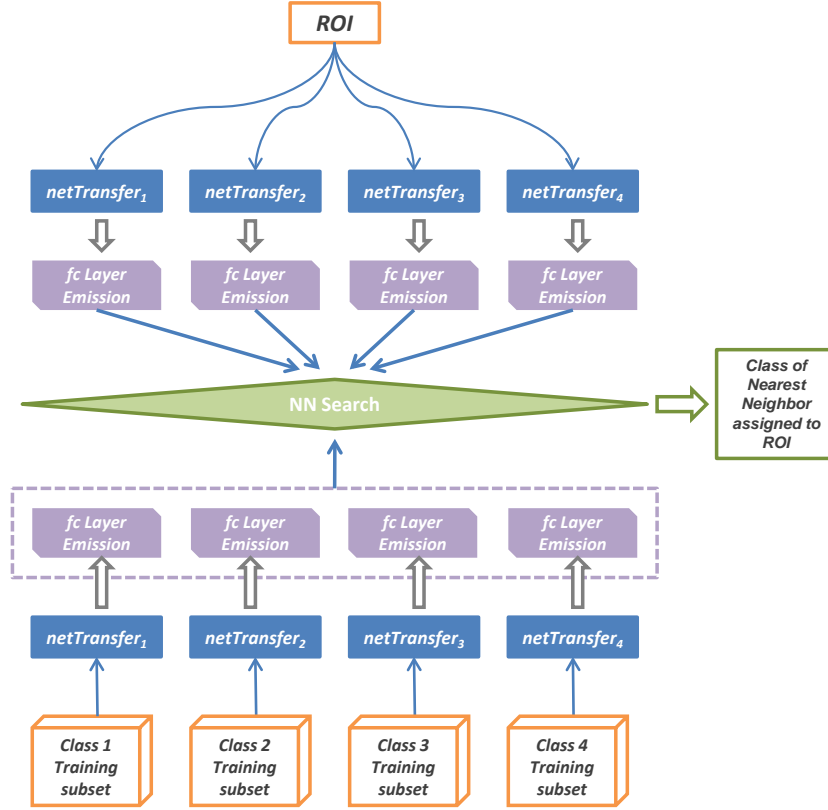 ROI
netTransfer₁
netTransfer₂
netTransfer₃
netTransfer₄
fc Layer
Emission
fc Layer
Emission
fc Layer
Emission
fc Layer
Emission
NN Search
Class of
Nearest
Neighbor
assigned to
ROI
fc Layer
Emission
fc Layer
Emission
fc Layer
Emission
fc Layer
Emission
netTransfer₁
netTransfer₂
netTransfer₃
netTransfer₄
Class 1
Training
subset
Class 2
Training
subset
Class 3
Training
subset
Class 4
Training
subset